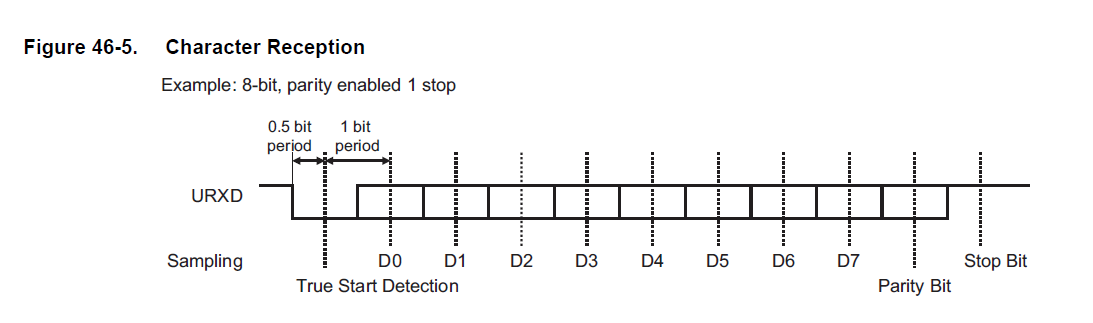 Figure 46-5. Character Reception
Example: 8-bit, parity enabled 1 stop
0.5 bit period
1 bit period
URXD
Sampling D0 D1 D2 D3 D4 D5 D6 D7 Stop Bit
True Start Detection Parity Bit